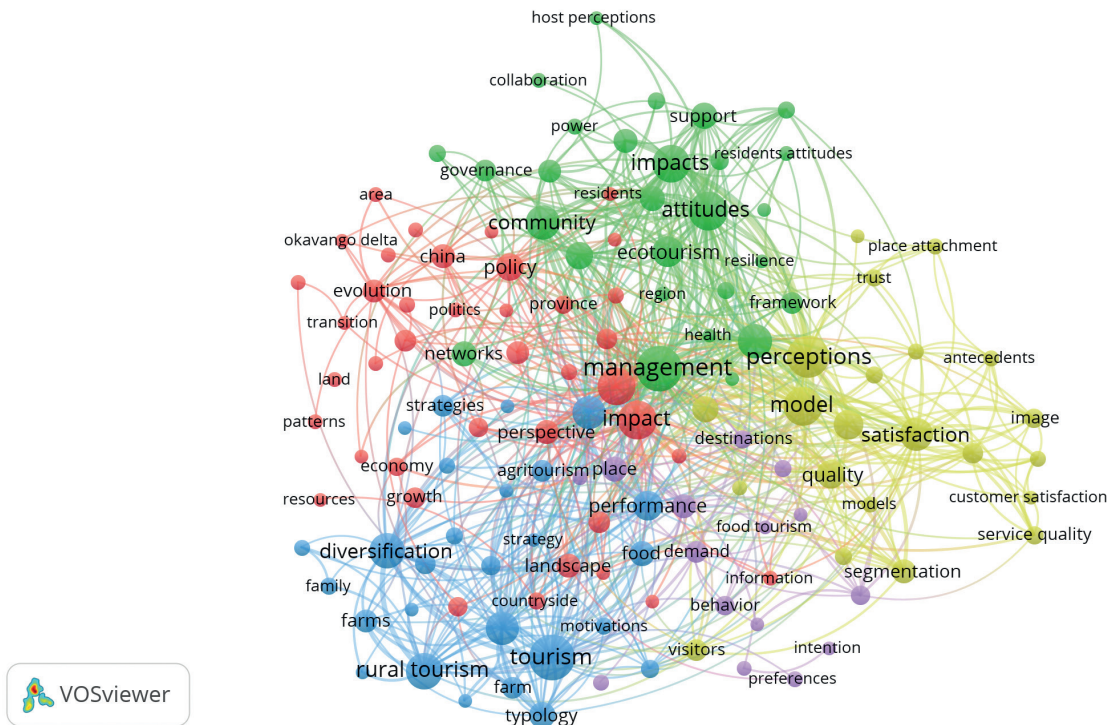 host perceptions
collaboration
support
power
residents attitudes
impacts
governance
residents
area
attitudes
community
okavango delta
place attachment
china
ecotourism
resilience
policy
trust
evolution
region
framework
politics
province
transition
health
networks
perceptions
antecedents
management
land
strategies
model
patterns
impact
image
perspective
destinations
satisfaction
economy
agritourism
place
quality
resources
growth
performance
models
customer satisfaction
food tourism
service quality
strategy
diversification
food
demand
landscape
segmentation
information
family
countryside
behavior
farms
motivations
visitors
intention
rural tourism
tourism
preferences
farm
typology
VOSviewer